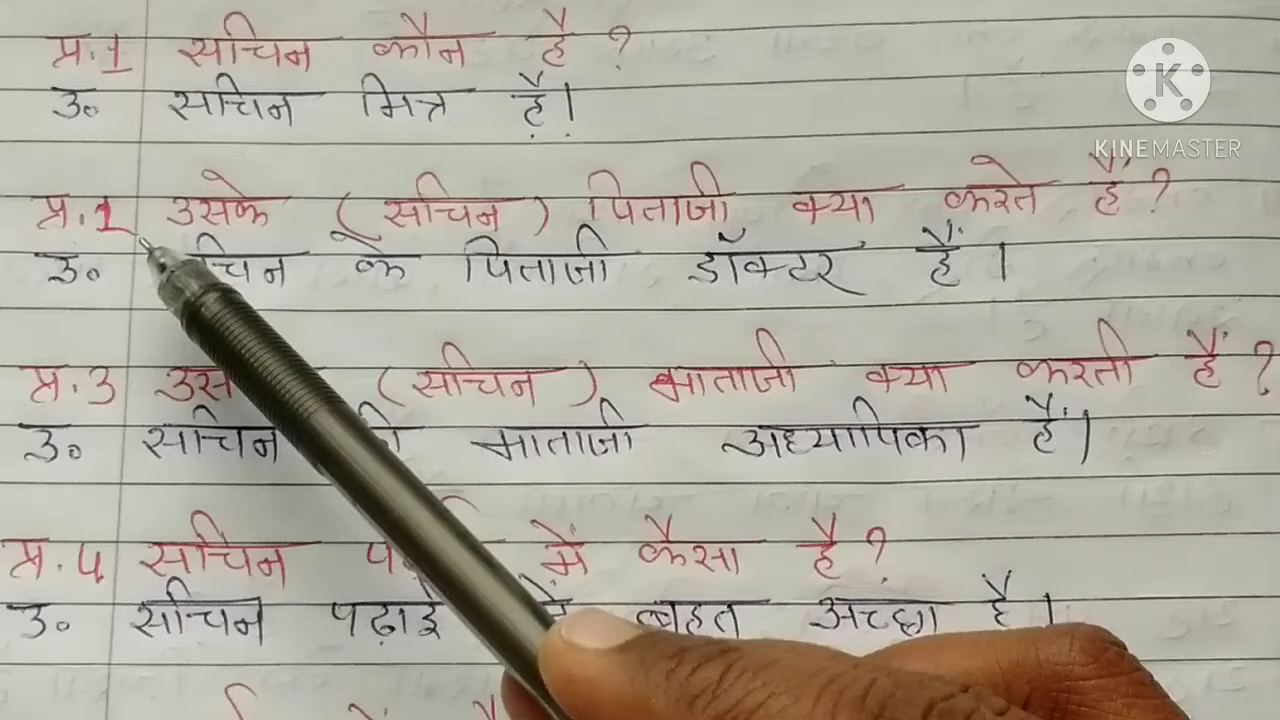 प्र.1 सचिन कौन है ?
उ० सचिन मित्र है।
KINEMASTER
प्र.1 उसके (सचिन) पिताजी क्या करते हैं ?
उ० के पिताजी डॉक्टर हैं।
प्र.3 (सचिन) माताजी क्या करती हैं ?
उ० सचिन माताजी अध्यापिका हैं।
प्र.4 सचिन में कैसा है ?
उ० सचिन पढ़ाई बहुत अच्छा है।